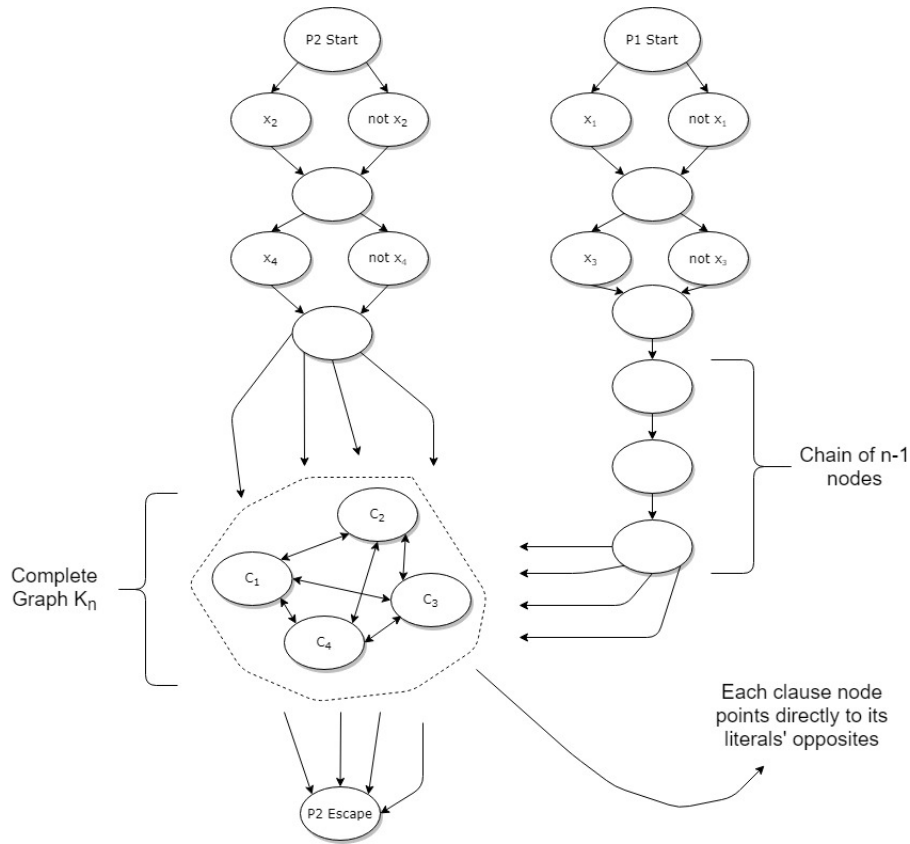 P2 Start
P1 Start
x₂
not x₂
x₁
not x₁
x₄
not x₄
x₃
not x₃
Chain of n-1
nodes
Complete
Graph Kₙ
C₂
C₁
C₃
C₄
Each clause node
points directly to its
literals' opposites
P2 Escape